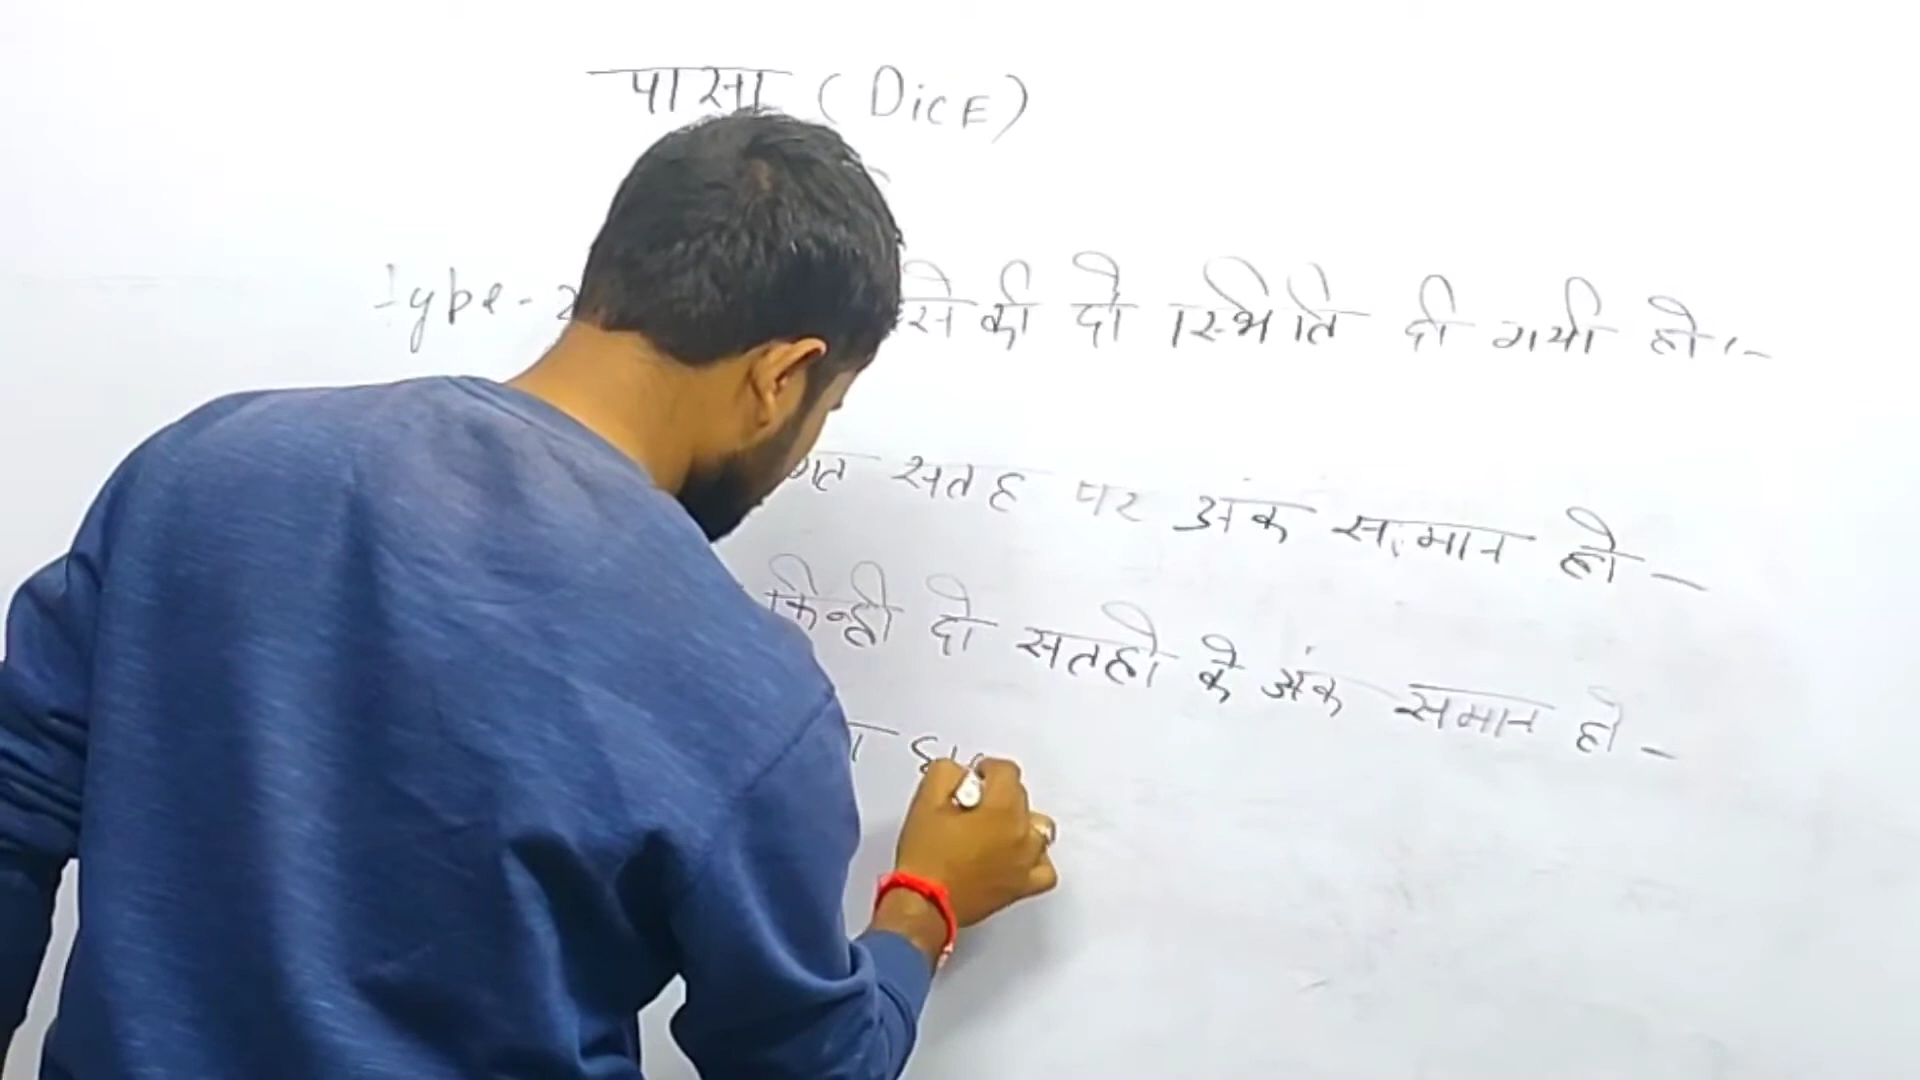 पासा (DicE)
type-2 की दो स्थिति दी गयी हो:-
सतह पर अंक समान हो -
किन्ही दो सतहो के अंक समान हो -